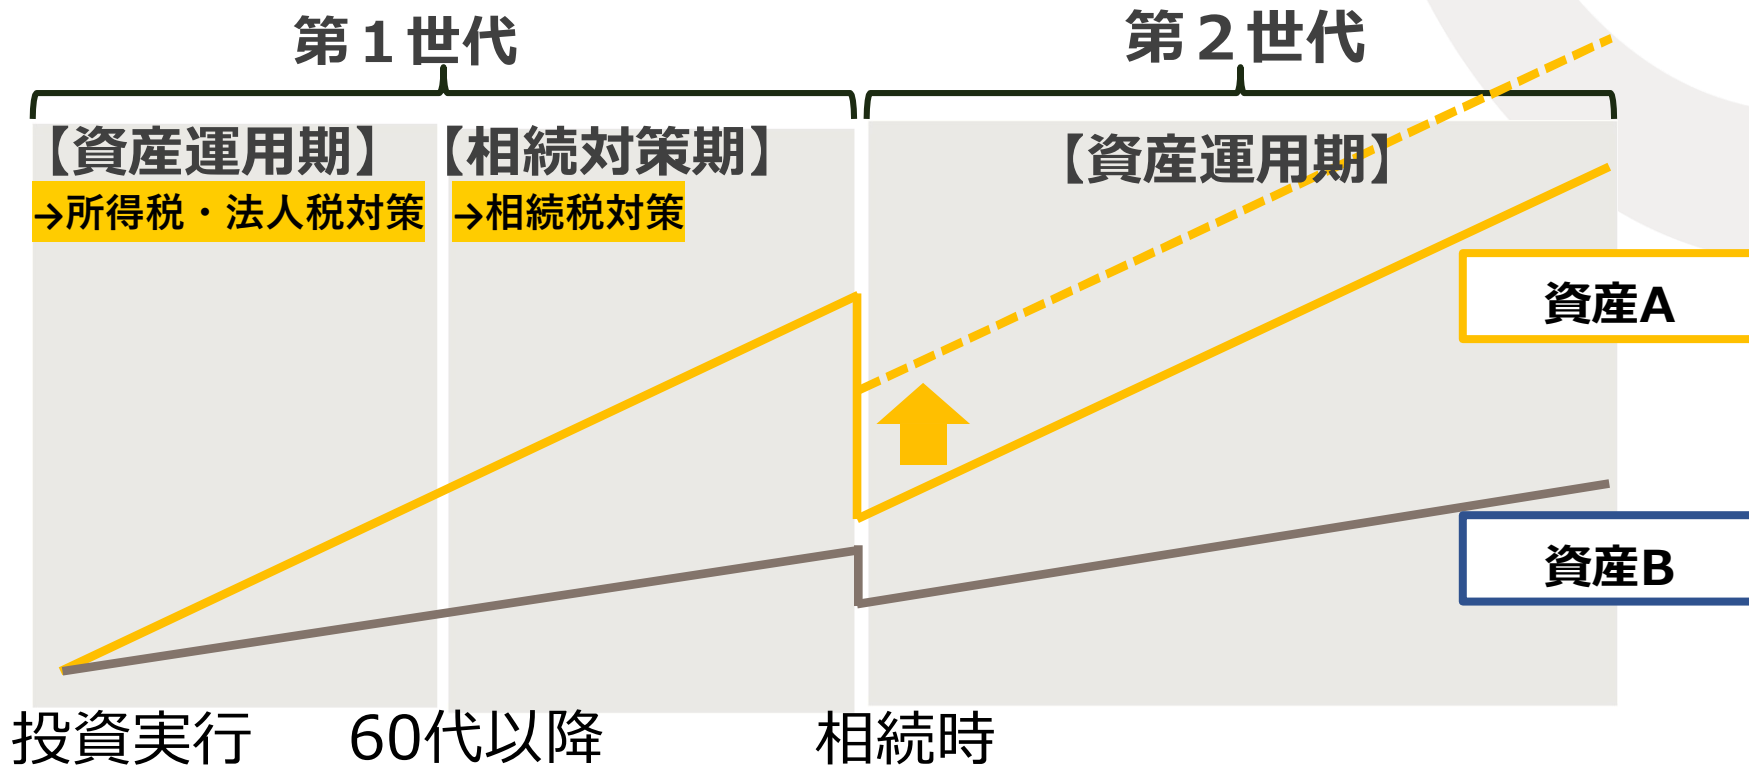 第１世代
第２世代
【資産運用期】
【相続対策期】
【資産運用期】
→所得税・法人税対策
→相続税対策
資産A
資産B
投資実行
60代以降
相続時